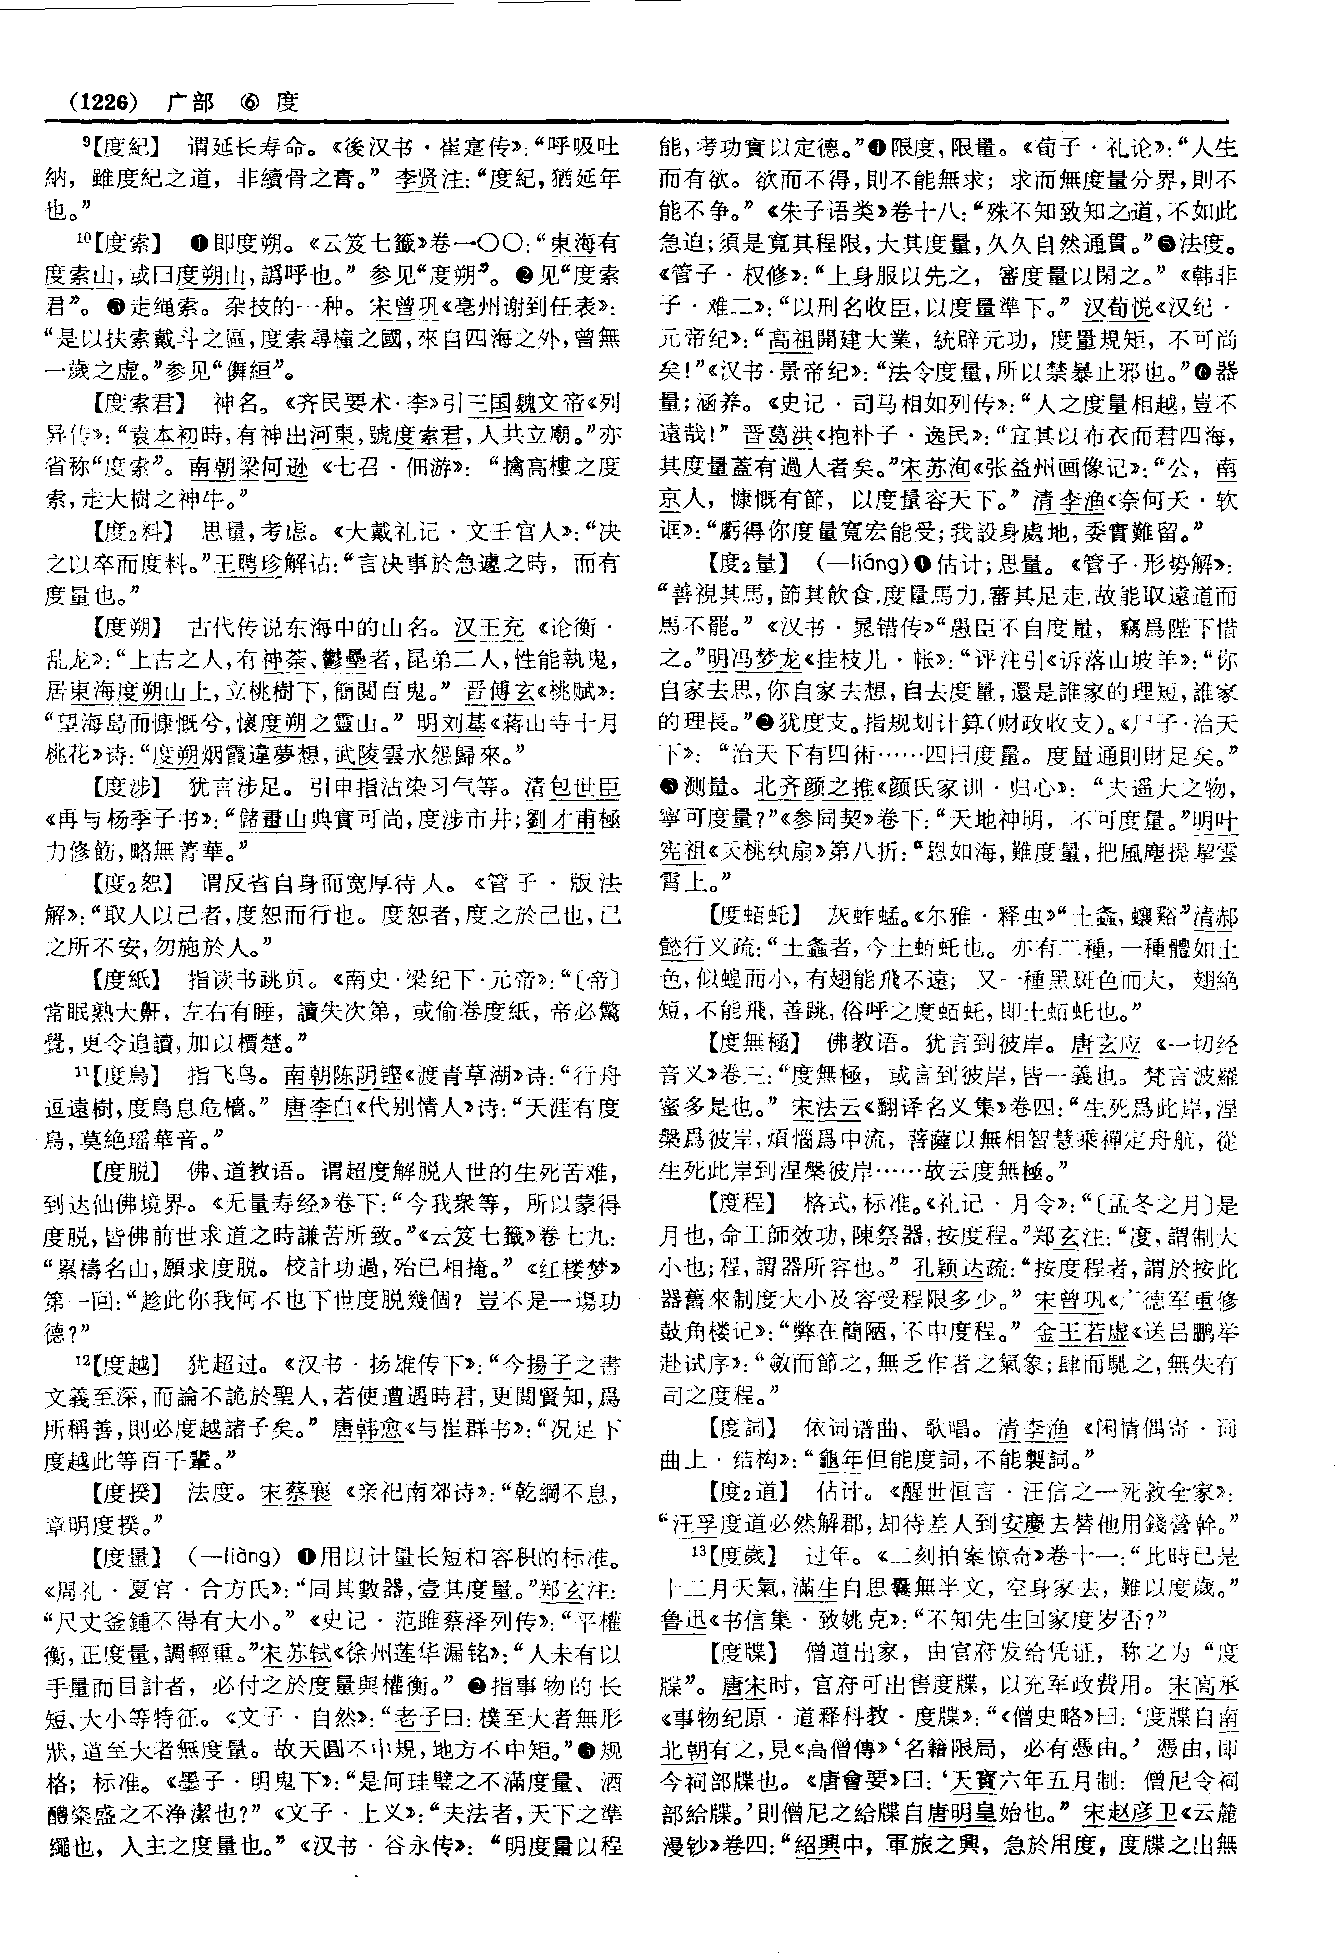 (1226) 广部 ⑥ 度
⁹【度紀】 谓延长寿命。《後汉书·崔寔传》：“呼吸吐
納，雖度紀之道，非續骨之膏。” 李贤注：“度紀，猶延年
也。”
¹⁰【度索】 ❶即度朔。《云笈七籤》卷一〇〇：“東海有
度索山，或曰度朔山，譌呼也。” 参见“度朔”。❷见“度索
君”。❸走绳索。杂技的一种。宋曾巩《亳州谢到任表》：
“是以扶索戴斗之區，度索尋橦之國，來自四海之外，曾無
一歲之虚。”参见“儛絙”。
【度索君】 神名。《齐民要术·李》引三国魏文帝《列
异传》：“袁本初時，有神出河東，號度索君，人共立廟。”亦
省称“度索”。南朝梁何逊《七召·佃游》：“擒高樓之度
索，走大樹之神牛。”
【度₂料】 思量，考虑。《大戴礼记·文王官人》：“决
之以卒而度料。”王聘珍解诂：“言决事於急遽之時，而有
度量也。”
【度朔】 古代传说东海中的山名。汉王充《论衡·
乱龙》：“上古之人，有神荼、鬱壘者，昆弟二人，性能執鬼，
居東海度朔山上，立桃樹下，簡閲百鬼。” 晋傅玄《桃赋》：
“望海島而慷慨兮，懷度朔之靈山。” 明刘基《蒋山寺十月
桃花》诗：“度朔烟霞違夢想，武陵雲水怨歸來。”
【度涉】 犹言涉足。引申指沾染习气等。清包世臣
《再与杨季子书》：“儲畫山典實可尚，度涉市井；劉才甫極
力修飭，略無菁華。”
【度₂恕】 谓反省自身而宽厚待人。《管子·版法
解》：“取人以己者，度恕而行也。度恕者，度之於己也，己
之所不安，勿施於人。”
【度紙】 指读书跳页。《南史·梁纪下·元帝》：“〔帝〕
常眠熟大鼾，左右有睡，讀失次第，或偷卷度紙，帝必驚
覺，更令追讀，加以檟楚。”
¹¹【度鳥】 指飞鸟。南朝陈阴铿《渡青草湖》诗：“行舟
逗遠樹，度鳥息危檣。” 唐李白《代别情人》诗：“天涯有度
鳥，莫絶瑶華音。”
【度脱】 佛、道教语。谓超度解脱人世的生死苦难，
到达仙佛境界。《无量寿经》卷下：“今我衆等，所以蒙得
度脱，皆佛前世求道之時謙苦所致。”《云笈七籤》卷七九：
“累禱名山，願求度脱。校計功過，殆已相掩。”《红楼梦》
第一回：“趁此你我何不也下世度脱幾個？豈不是一場功
德？”
¹²【度越】 犹超过。《汉书·扬雄传下》：“今揚子之書
文義至深，而論不詭於聖人，若使遭遇時君，更閲賢知，爲
所稱善，則必度越諸子矣。” 唐韩愈《与崔群书》：“况足下
度越此等百千輩。”
【度揆】 法度。宋蔡襄《亲祀南郊诗》：“乾綱不息，
章明度揆。”
【度量】 （—liàng）❶用以计量长短和容积的标准。
《周礼·夏官·合方氏》：“同其數器，壹其度量。”郑玄注：
“尺丈釜鍾不得有大小。”《史记·范雎蔡泽列传》：“平權
衡，正度量，調輕重。”宋苏轼《徐州莲华漏铭》：“人未有以
手量而目計者，必付之於度量與權衡。” ❷指事物的长
短、大小等特征。《文子·自然》：“老子曰：樸至大者無形
狀，道至大者無度量。故天圓不中規，地方不中矩。”❸规
格；标准。《墨子·明鬼下》：“是何珪璧之不滿度量、酒
醴粢盛之不净潔也？”《文子·上义》：“夫法者，天下之準
繩也，人主之度量也。”《汉书·谷永传》：“明度量以程
能，考功實以定德。”❹限度，限量。《荀子·礼论》：“人生
而有欲。欲而不得，則不能無求；求而無度量分界，則不
能不争。”《朱子语类》卷十八：“殊不知致知之道，不如此
急迫；須是寬其程限，大其度量，久久自然通貫。”❺法度。
《管子·权修》：“上身服以先之，審度量以閑之。”《韩非
子·难二》：“以刑名收臣，以度量準下。” 汉荀悦《汉纪·
元帝纪》：“高祖開建大業，統辟元功，度量規矩，不可尚
矣！”《汉书·景帝纪》：“法令度量，所以禁暴止邪也。”❻器
量；涵养。《史记·司马相如列传》：“人之度量相越，豈不
遠哉！” 晋葛洪《抱朴子·逸民》：“宜其以布衣而君四海，
其度量蓋有過人者矣。”宋苏洵《张益州画像记》：“公，南
京人，慷慨有節，以度量容天下。” 清李渔《奈何天·软
诓》：“虧得你度量寬宏能受；我設身處地，委實難留。”
【度₂量】 （—liáng）❶估计；思量。《管子·形势解》：
“善視其馬，節其飲食，度量馬力，審其足走，故能取遠道而
馬不罷。”《汉书·晁错传》“愚臣不自度量，竊爲陛下惜
之。”明冯梦龙《挂枝儿·帐》：“评注引《诉落山坡羊》：“你
自家去思，你自家去想，自去度量，還是誰家的理短，誰家
的理長。”❷犹度支。指规划计算（财政收支）。《尸子·治天
下》：“治天下有四術……四曰度量。度量通則財足矣。”
❸测量。北齐颜之推《颜氏家训·归心》：“夫遥大之物，
寧可度量？”《参同契》卷下：“天地神明，不可度量。”明叶
宪祖《夭桃纨扇》第八折：“恩如海，難度量，把風塵提挈雲
霄上。”
【度蛨虴】 灰蚱蜢。《尔雅·释虫》“土螽，蠰谿”清郝
懿行义疏：“土螽者，今土蛨虴也。亦有二種，一種體如土
色，似蝗而小，有翅能飛不遠；又一種黑斑色而大，翅絶
短，不能飛，善跳，俗呼之度蛨虴，即土蛨虴也。”
【度無極】 佛教语。犹言到彼岸。唐玄应《一切经
音义》卷三：“度無極，或言到彼岸，皆一義也。梵言波羅
蜜多是也。” 宋法云《翻译名义集》卷四：“生死爲此岸，涅
槃爲彼岸，煩惱爲中流，菩薩以無相智慧乘禪定舟航，從
生死此岸到涅槃彼岸……故云度無極。”
【度程】 格式，标准。《礼记·月令》：“〔孟冬之月〕是
月也，命工師效功，陳祭器，按度程。”郑玄注：“度，謂制大
小也；程，謂器所容也。” 孔颖达疏：“按度程者，謂於按此
器舊來制度大小及容受程限多少。” 宋曾巩《广德军重修
鼓角楼记》：“弊在簡陋，不中度程。” 金王若虚《送吕鹏举
赴试序》：“斂而節之，無乏作者之氣象；肆而馳之，無失有
司之度程。”
【度詞】 依词谱曲、歌唱。清李渔《闲情偶寄·词
曲上·结构》：“龜年但能度詞，不能製詞。”
【度₂道】 估计。《醒世恒言·汪信之一死救全家》：
“汪孚度道必然解郡，却待差人到安慶去替他用錢營幹。”
¹³【度歲】 过年。《二刻拍案惊奇》卷十一：“此時已是
十二月天氣，滿生自思囊無半文，空身家去，難以度歲。”
鲁迅《书信集·致姚克》：“不知先生回家度岁否？”
【度牒】 僧道出家，由官府发给凭证，称之为“度
牒”。唐宋时，官府可出售度牒，以充军政费用。宋高承
《事物纪原·道释科教·度牒》：“《僧史略》曰：‘度牒自南
北朝有之，見《高僧傳》‘名籍限局，必有憑由。’憑由，即
今祠部牒也。《唐會要》曰：‘天寶六年五月制：僧尼令祠
部給牒。’則僧尼之給牒自唐明皇始也。” 宋赵彦卫《云麓
漫钞》卷四：“紹興中，軍旅之興，急於用度，度牒之出無